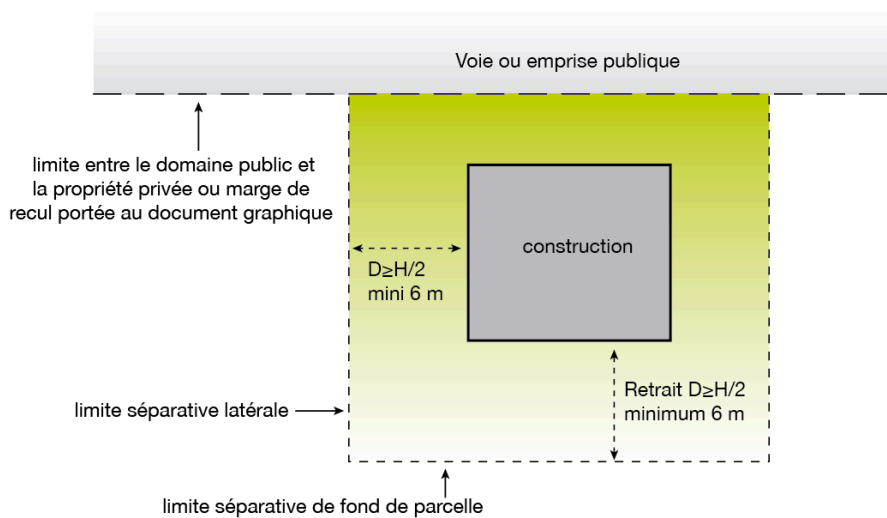 Voie ou emprise publique
limite entre le domaine public et
la propriété privée ou marge de
recul portée au document graphique
construction
D≥H/2
mini 6 m
Retrait D≥H/2
minimum 6 m
limite séparative latérale
limite séparative de fond de parcelle